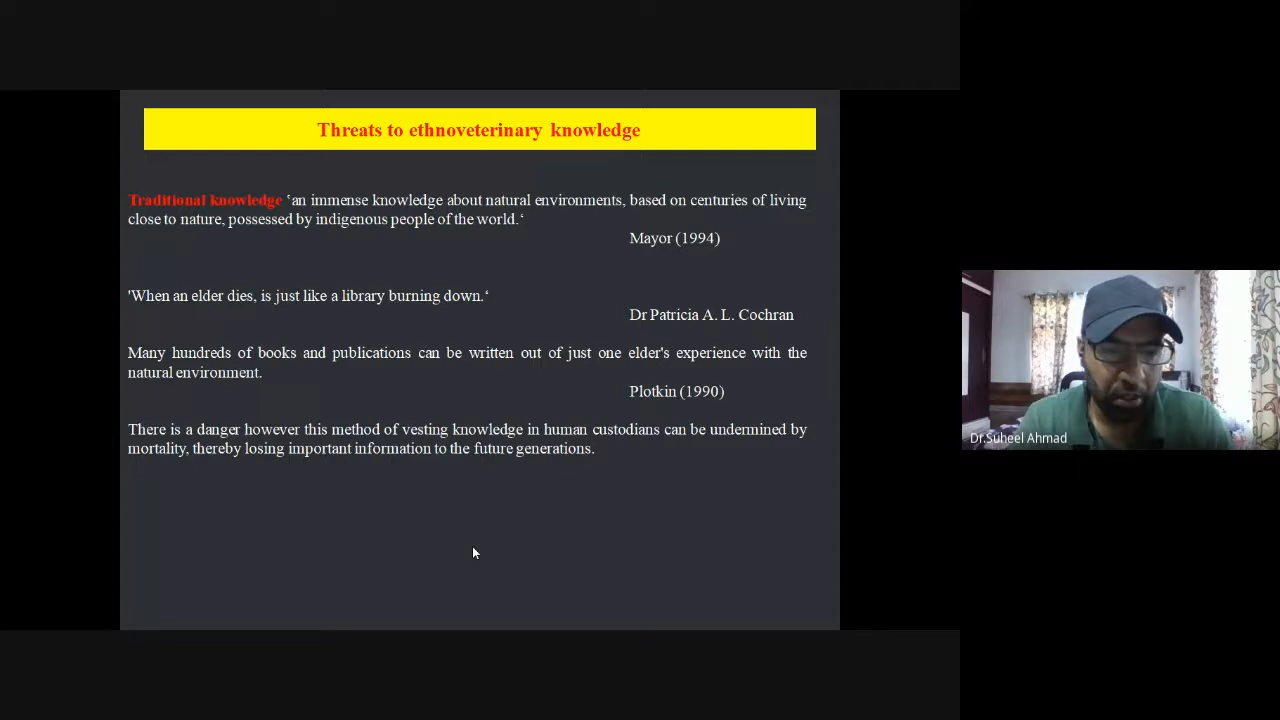 Threats to ethnoveterinary knowledge
Traditional knowledge ‛an immense knowledge about natural environments, based on centuries of living
close to nature, possessed by indigenous people of the world.‛
Mayor (1994)
'When an elder dies, is just like a library burning down.‛
Dr Patricia A. L. Cochran
Many hundreds of books and publications can be written out of just one elder's experience with the
natural environment.
Plotkin (1990)
There is a danger however this method of vesting knowledge in human custodians can be undermined by
mortality, thereby losing important information to the future generations.
Dr.Suheel Ahmad